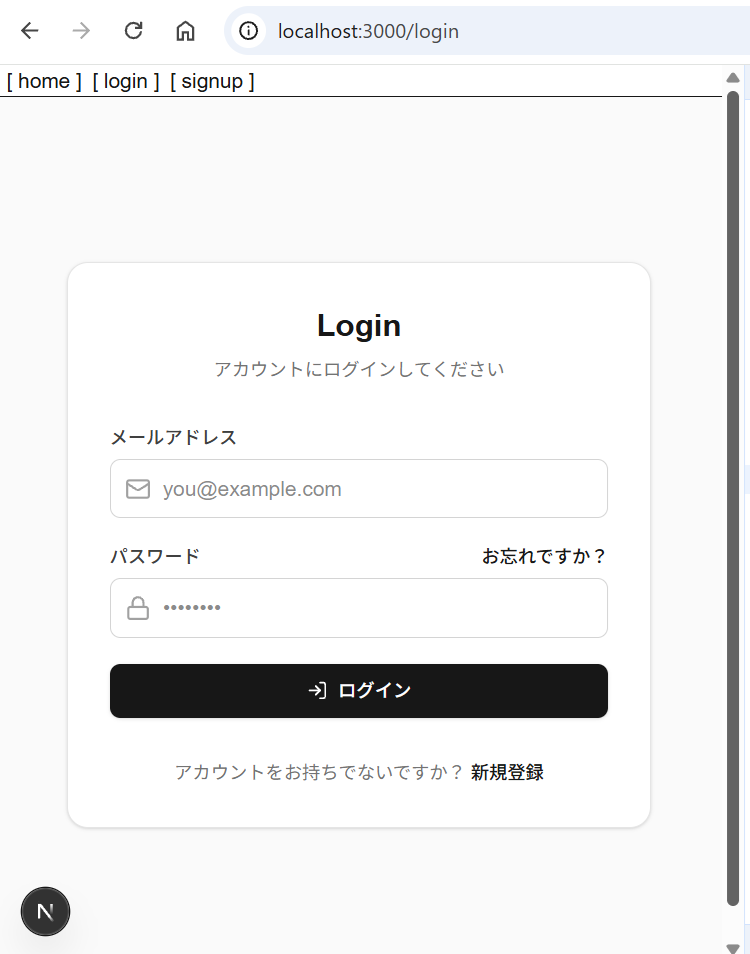 localhost:3000/login
[ home ] [ login ] [ signup ]
Login
アカウントにログインしてください
メールアドレス
you@example.com
パスワード お忘れですか？
••••••••
ログイン
アカウントをお持ちでないですか？ 新規登録
N